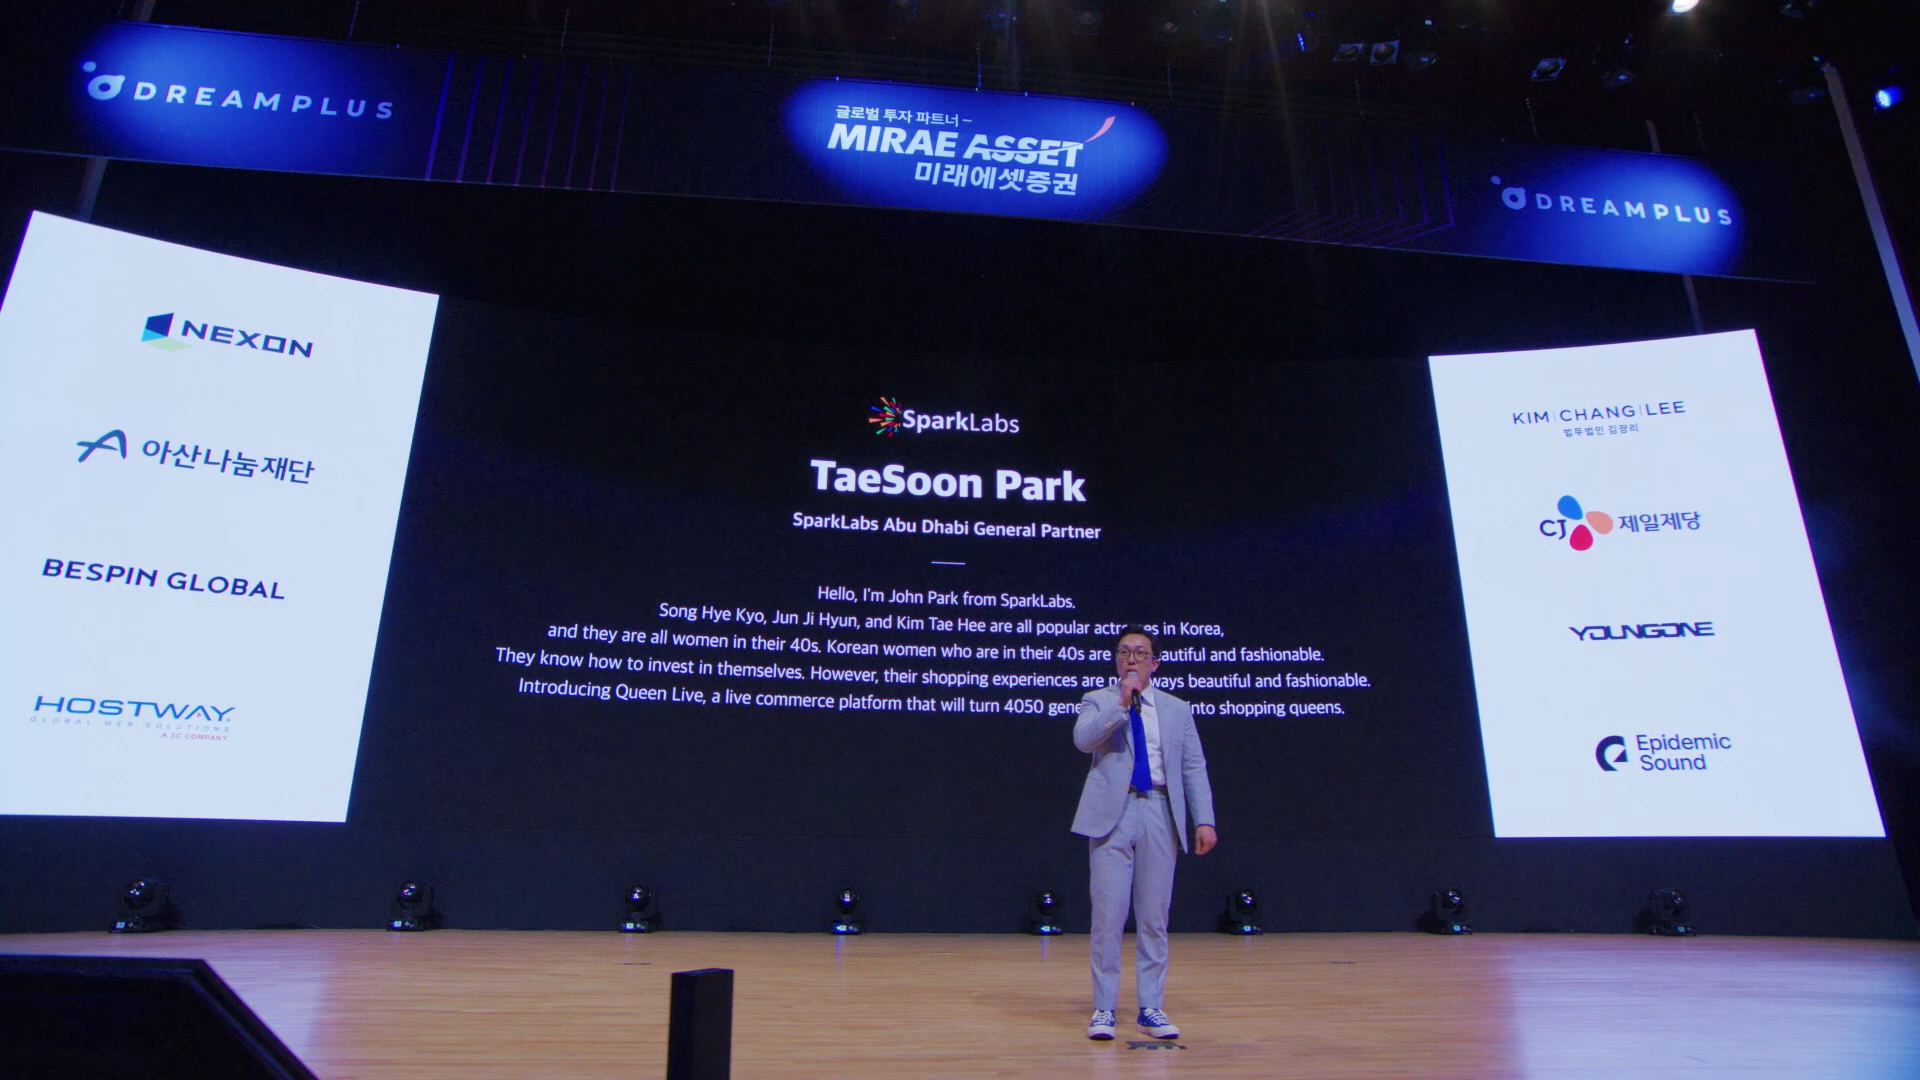 DREAMPLUS
글로벌 투자 파트너 –
MIRAE ASSET
미래에셋증권
DREAMPLUS
NEXON
아산나눔재단
BESPIN GLOBAL
HOSTWAY
GLOBAL WEB SOLUTIONS
A 3C COMPANY
SparkLabs
TaeSoon Park
SparkLabs Abu Dhabi General Partner
Hello, I'm John Park from SparkLabs.
Song Hye Kyo, Jun Ji Hyun, and Kim Tae Hee are all popular in Korea,
and they are all women in their 40s. Korean women who are in their 40s are and fashionable.
They know how to invest in themselves. However, their shopping experiences are beautiful and fashionable.
Introducing Queen Live, a live commerce platform that will turn 4050 into shopping queens.
KIM | CHANG | LEE
법무법인 김장리
CJ 제일제당
YOUNGONE
Epidemic
Sound